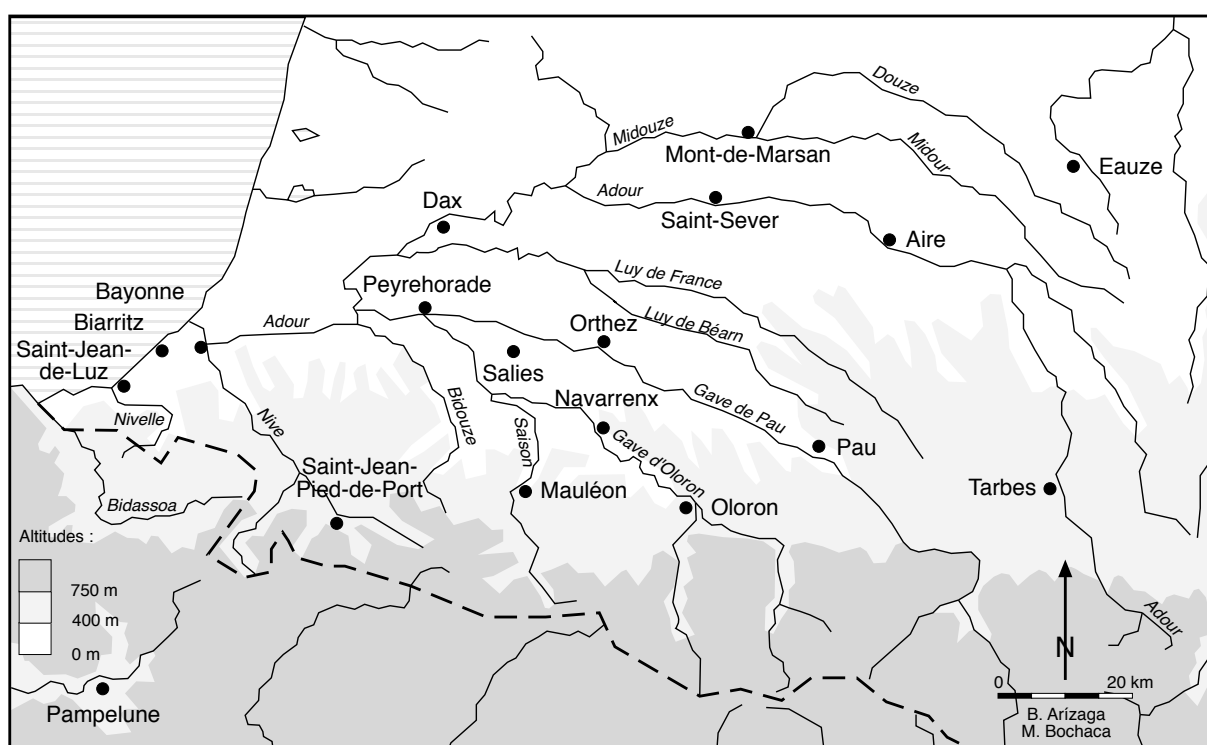 Douze
Midouze
Midour
Mont-de-Marsan
Eauze
Adour
Dax
Saint-Sever
Aire
Luy de France
Bayonne
Peyrehorade
Biarritz
Adour
Orthez
Luy de Béarn
Saint-Jean-
de-Luz
Salies
Navarrenx
Gave de Pau
Nivelle
Nive
Bidouze
Saison
Gave d'Oloron
Pau
Saint-Jean-
Pied-de-Port
Mauléon
Tarbes
Bidassoa
Oloron
Altitudes :
750 m
400 m
0 m
Adour
N
0 20 km
Pampelune
B. Arízaga
M. Bochaca